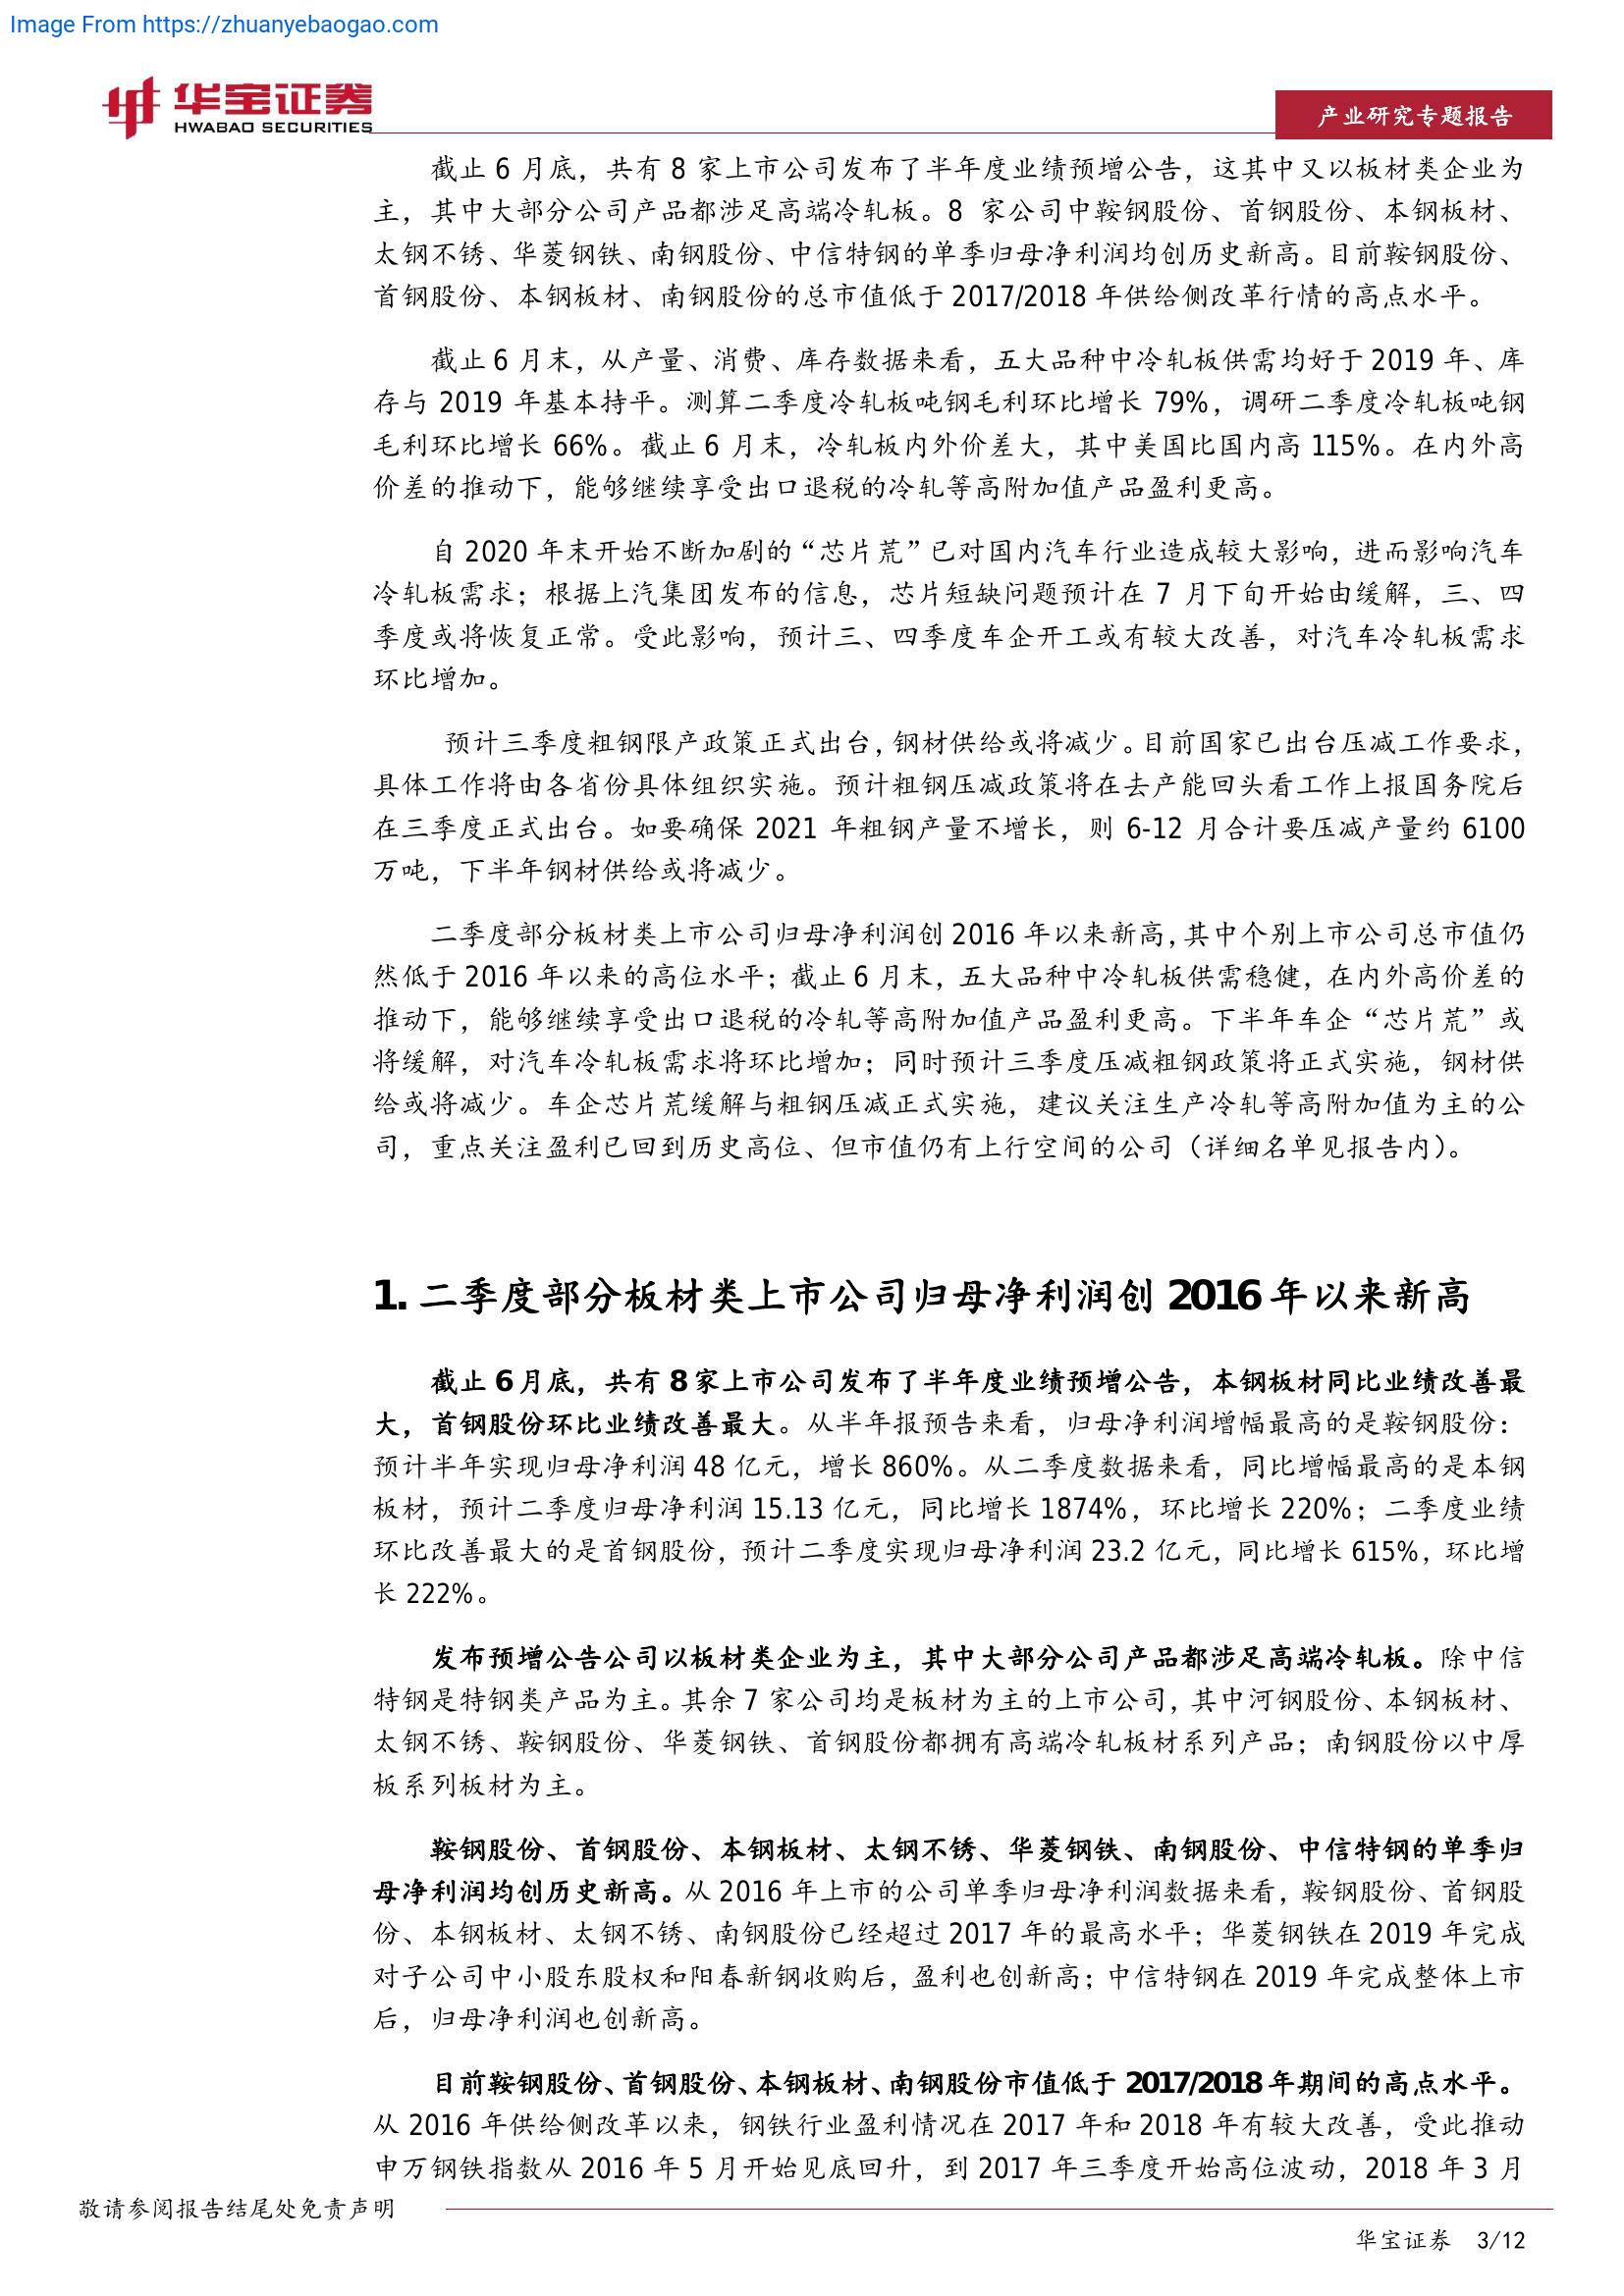 Image From https://zhuanyebaogao.com
华宝证券
HWABAO SECURITIES
产业研究专题报告
截止 6 月底，共有 8 家上市公司发布了半年度业绩预增公告，这其中又以板材类企业为
主，其中大部分公司产品都涉足高端冷轧板。8 家公司中鞍钢股份、首钢股份、本钢板材、
太钢不锈、华菱钢铁、南钢股份、中信特钢的单季归母净利润均创历史新高。目前鞍钢股份、
首钢股份、本钢板材、南钢股份的总市值低于 2017/2018 年供给侧改革行情的高点水平。
截止 6 月末，从产量、消费、库存数据来看，五大品种中冷轧板供需均好于 2019 年、库
存与 2019 年基本持平。测算二季度冷轧板吨钢毛利环比增长 79%，调研二季度冷轧板吨钢
毛利环比增长 66%。截止 6 月末，冷轧板内外价差大，其中美国比国内高 115%。在内外高
价差的推动下，能够继续享受出口退税的冷轧等高附加值产品盈利更高。
自 2020 年末开始不断加剧的“芯片荒”已对国内汽车行业造成较大影响，进而影响汽车
冷轧板需求；根据上汽集团发布的信息，芯片短缺问题预计在 7 月下旬开始由缓解，三、四
季度或将恢复正常。受此影响，预计三、四季度车企开工或有较大改善，对汽车冷轧板需求
环比增加。
预计三季度粗钢限产政策正式出台，钢材供给或将减少。目前国家已出台压减工作要求，
具体工作将由各省份具体组织实施。预计粗钢压减政策将在去产能回头看工作上报国务院后
在三季度正式出台。如要确保 2021 年粗钢产量不增长，则 6-12 月合计要压减产量约 6100
万吨，下半年钢材供给或将减少。
二季度部分板材类上市公司归母净利润创 2016 年以来新高，其中个别上市公司总市值仍
然低于 2016 年以来的高位水平；截止 6 月末，五大品种中冷轧板供需稳健，在内外高价差的
推动下，能够继续享受出口退税的冷轧等高附加值产品盈利更高。下半年车企“芯片荒”或
将缓解，对汽车冷轧板需求将环比增加；同时预计三季度压减粗钢政策将正式实施，钢材供
给或将减少。车企芯片荒缓解与粗钢压减正式实施，建议关注生产冷轧等高附加值为主的公
司，重点关注盈利已回到历史高位、但市值仍有上行空间的公司（详细名单见报告内）。
1. 二季度部分板材类上市公司归母净利润创 2016 年以来新高
截止 6 月底，共有 8 家上市公司发布了半年度业绩预增公告，本钢板材同比业绩改善最
大，首钢股份环比业绩改善最大。从半年报预告来看，归母净利润增幅最高的是鞍钢股份：
预计半年实现归母净利润 48 亿元，增长 860%。从二季度数据来看，同比增幅最高的是本钢
板材，预计二季度归母净利润 15.13 亿元，同比增长 1874%，环比增长 220%；二季度业绩
环比改善最大的是首钢股份，预计二季度实现归母净利润 23.2 亿元，同比增长 615%，环比增
长 222%。
发布预增公告公司以板材类企业为主，其中大部分公司产品都涉足高端冷轧板。除中信
特钢是特钢类产品为主。其余 7 家公司均是板材为主的上市公司，其中河钢股份、本钢板材、
太钢不锈、鞍钢股份、华菱钢铁、首钢股份都拥有高端冷轧板材系列产品；南钢股份以中厚
板系列板材为主。
鞍钢股份、首钢股份、本钢板材、太钢不锈、华菱钢铁、南钢股份、中信特钢的单季归
母净利润均创历史新高。从 2016 年上市的公司单季归母净利润数据来看，鞍钢股份、首钢股
份、本钢板材、太钢不锈、南钢股份已经超过 2017 年的最高水平；华菱钢铁在 2019 年完成
对子公司中小股东股权和阳春新钢收购后，盈利也创新高；中信特钢在 2019 年完成整体上市
后，归母净利润也创新高。
目前鞍钢股份、首钢股份、本钢板材、南钢股份市值低于 2017/2018 年期间的高点水平。
从 2016 年供给侧改革以来，钢铁行业盈利情况在 2017 年和 2018 年有较大改善，受此推动
申万钢铁指数从 2016 年 5 月开始见底回升，到 2017 年三季度开始高位波动，2018 年 3 月
敬请参阅报告结尾处免责声明
华宝证券 3/12